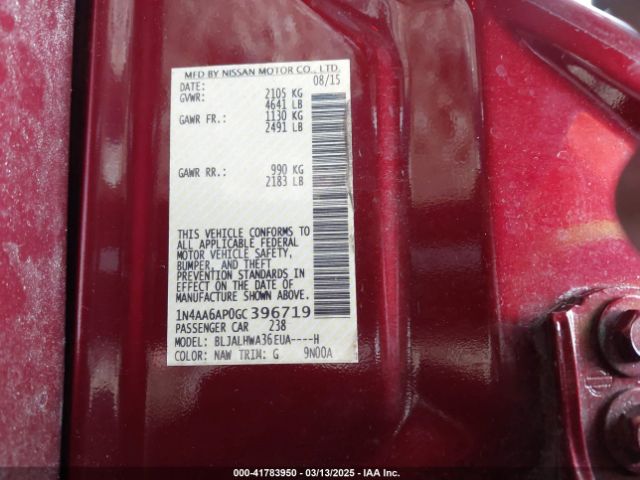 MFD BY NISSAN MOTOR CO., LTD.
DATE: 08/15
GVWR: 2105 KG
4641 LB
GAWR FR.: 1130 KG
2491 LB
GAWR RR.: 990 KG
2183 LB
THIS VEHICLE CONFORMS TO
ALL APPLICABLE FEDERAL
MOTOR VEHICLE SAFETY,
BUMPER, AND THEFT
PREVENTION STANDARDS IN
EFFECT ON THE DATE OF
MANUFACTURE SHOWN ABOVE.
1N4AA6AP0GC396719
PASSENGER CAR 238
MODEL: BLJALHWA36EUA----H
COLOR: NAW TRIM: G 9N00A
000-41783950 | 03/13/2025 - IAA Inc.